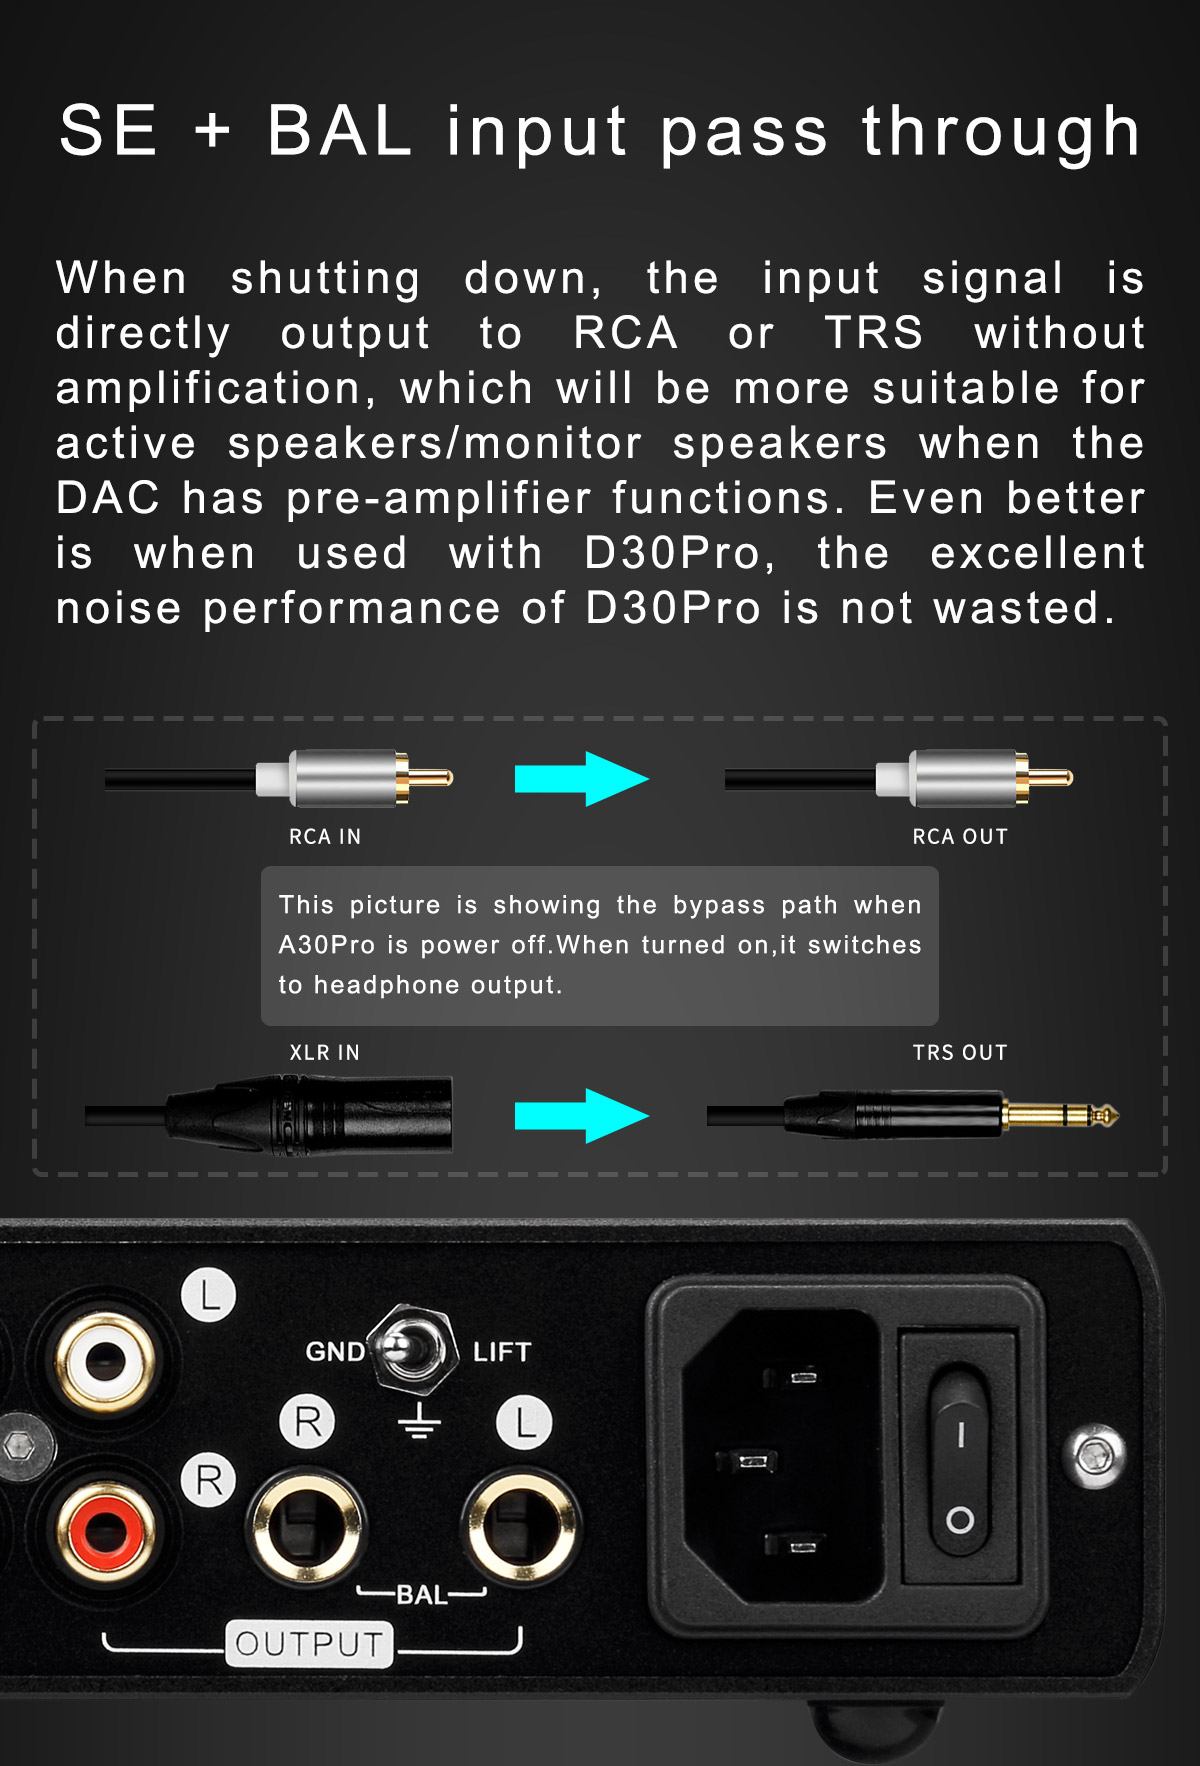 SE + BAL input pass through
When shutting down, the input signal is
directly output to RCA or TRS without
amplification, which will be more suitable for
active speakers/monitor speakers when the
DAC has pre-amplifier functions. Even better
is when used with D30Pro, the excellent
noise performance of D30Pro is not wasted.
RCA IN
RCA OUT
This picture is showing the bypass path when
A30Pro is power off.When turned on,it switches
to headphone output.
XLR IN
TRS OUT
L
GND
LIFT
R
L
R
BAL
OUTPUT